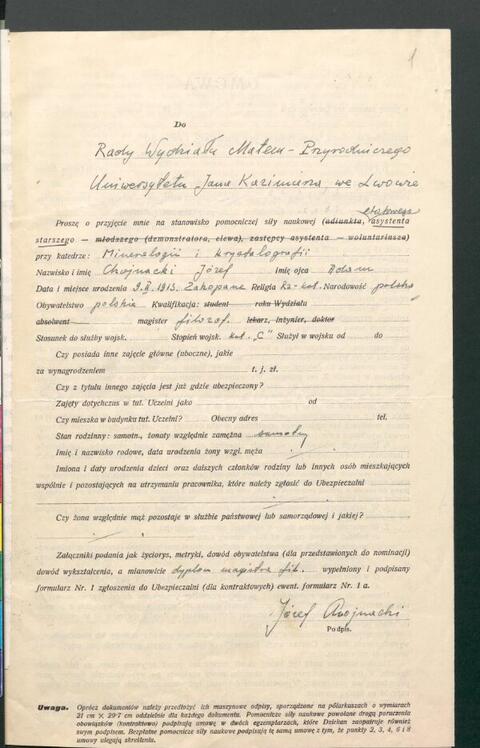 1
Do
Rady Wydziału Matem - Przyrodniczego
Uniwersytetu Jana Kazimierza we Lwowie
etatowego
Proszę o przyjęcie mnie na stanowisko pomocniczej siły naukowej (adiunkta, asystenta
starszego — młodszego (demonstratora, elewa), zastępcy asystenta — woluntariusza)
przy katedrze: Mineralogii i Krystalografii
Nazwisko i imię Chojnacki Józef imię ojca Adam
Data i miejsce urodzenia 9.II.1913. Zakopane Religia rz-kat. Narodowość polska
Obywatelstwo polskie Kwalifikacja: student roku Wydziału
absolwent magister filozof. lekarz, inżynier, doktor
Stosunek do służby wojsk. Stopień wojsk. kat. „C" Służył w wojsku od do
Czy posiada inne zajęcie główne (uboczne), jakie
za wynagrodzeniem t. j. zł.
Czy z tytułu innego zajęcia jest już gdzie ubezpieczony?
Zajęty dotychczas w tut. Uczelni jako od
Czy mieszka w budynku tut. Uczelni? Obecny adres tel.
Stan rodzinny: samotn., żonaty względnie zamężna samotny
Imię i nazwisko rodowe, data urodzenia żony wzgl. męża
Imiona i daty urodzenia dzieci oraz dalszych członków rodziny lub innych osób mieszkających
wspólnie i pozostających na utrzymaniu pracownika, które należy zgłosić do Ubezpieczalni
Czy żona względnie mąż pozostaje w służbie państwowej lub samorządowej i jakiej?
Załączniki podania jak życiorys, metryki, dowód obywatelstwa (dla przedstawionych do nominacji)
dowód wykształcenia, a mianowicie dyplom magistra fil. wypełniony i podpisany
formularz Nr. 1 zgłoszenia do Ubezpieczalni (dla kontraktowych) ewent. formularz Nr. 1 a.
Józef Chojnacki
Podpis.
Uwaga. Oprócz dokumentów należy przedłożyć ich maszynowe odpisy, sporządzone na półarkuszach o wymiarach
21 cm × 29·7 cm oddzielnie dla każdego dokumentu. Pomocnicze siły naukowe powołane drogą poruczenia
obowiązków (kontraktowo) podpisują umowę w dwóch egzemplarzach, które Dziekan zaopatruje również
swym podpisem. Bezpłatne pomocnicze siły naukowe podpisują tę samą umowę z tym, że punkty 2, 3, 4, 6 i 8
umowy ulegają skreśleniu.